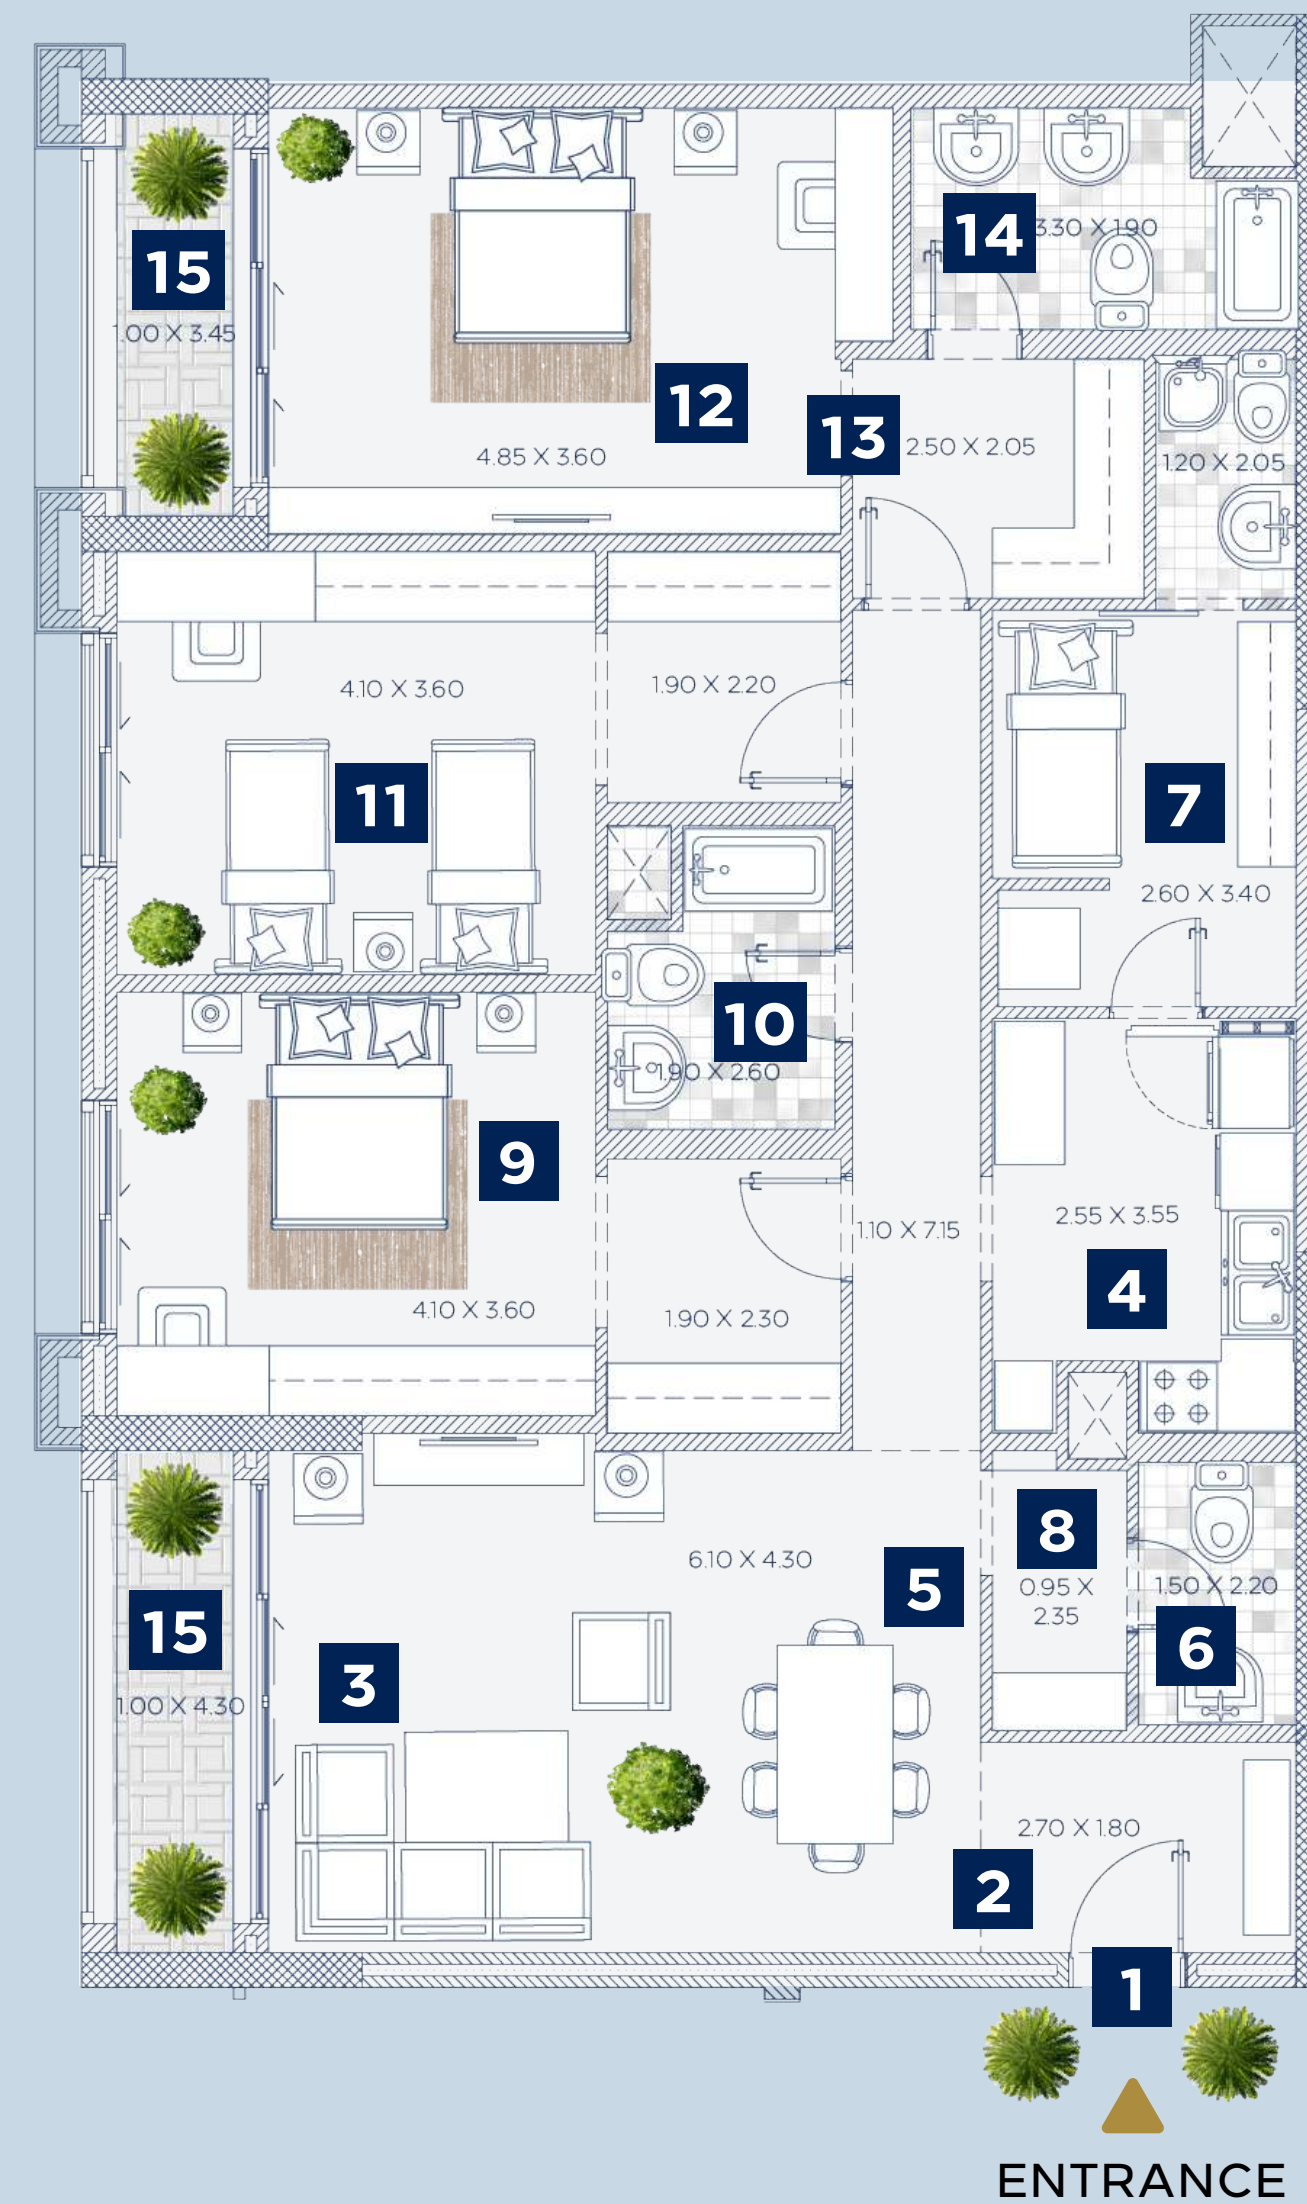 14
3.30 X 1.90
15
1.00 X 3.45
12
4.85 X 3.60
13
2.50 X 2.05
1.20 X 2.05
4.10 X 3.60
1.90 X 2.20
11
7
2.60 X 3.40
10
1.90 X 2.60
9
4.10 X 3.60
1.90 X 2.30
1.10 X 7.15
2.55 X 3.55
4
8
0.95 X
2.35
6.10 X 4.30
5
1.50 X 2.20
6
15
1.00 X 4.30
3
2.70 X 1.80
2
1
ENTRANCE